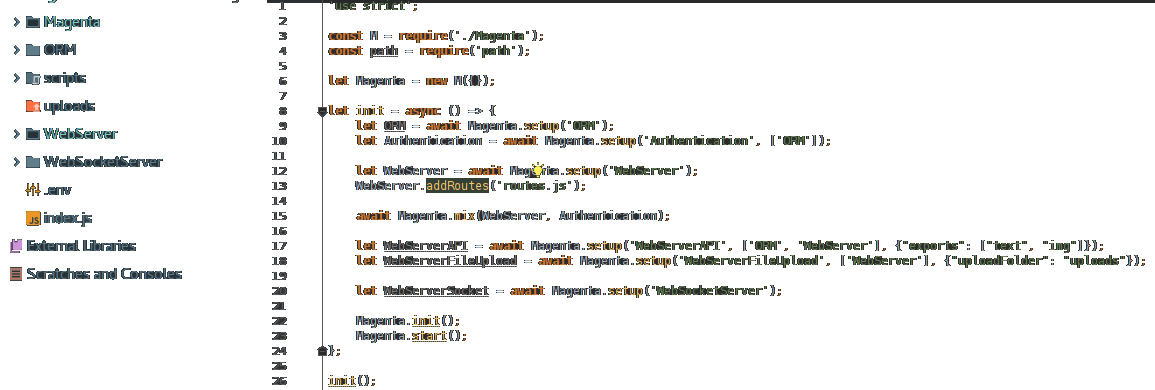 Magenta
ORM
scripts
uploads
WebServer
WebSocketServer
.env
index.js
External Libraries
Scratches and Consoles
1 'use strict';
2
3 const M = require('./Magenta');
4 const path = require('path');
5
6 let Magenta = new M({});
7
8 let init = async () => {
9 let ORM = await Magenta.setup('ORM');
10 let Authentication = await Magenta.setup('Authentication', ['ORM']);
11
12 let WebServer = await Magenta.setup('WebServer');
13 WebServer.addRoutes('routes.js');
14
15 await Magenta.mix(WebServer, Authentication);
16
17 let WebServerAPI = await Magenta.setup('WebServerAPI', ['ORM', 'WebServer'], {"exports": ["text", "img"]});
18 let WebServerFileUpload = await Magenta.setup('WebServerFileUpload', ['WebServer'], {"uploadFolder": "uploads"});
19
20 let WebServerSocket = await Magenta.setup('WebSocketServer');
21
22 Magenta.init();
23 Magenta.start();
24 };
25
26 init();